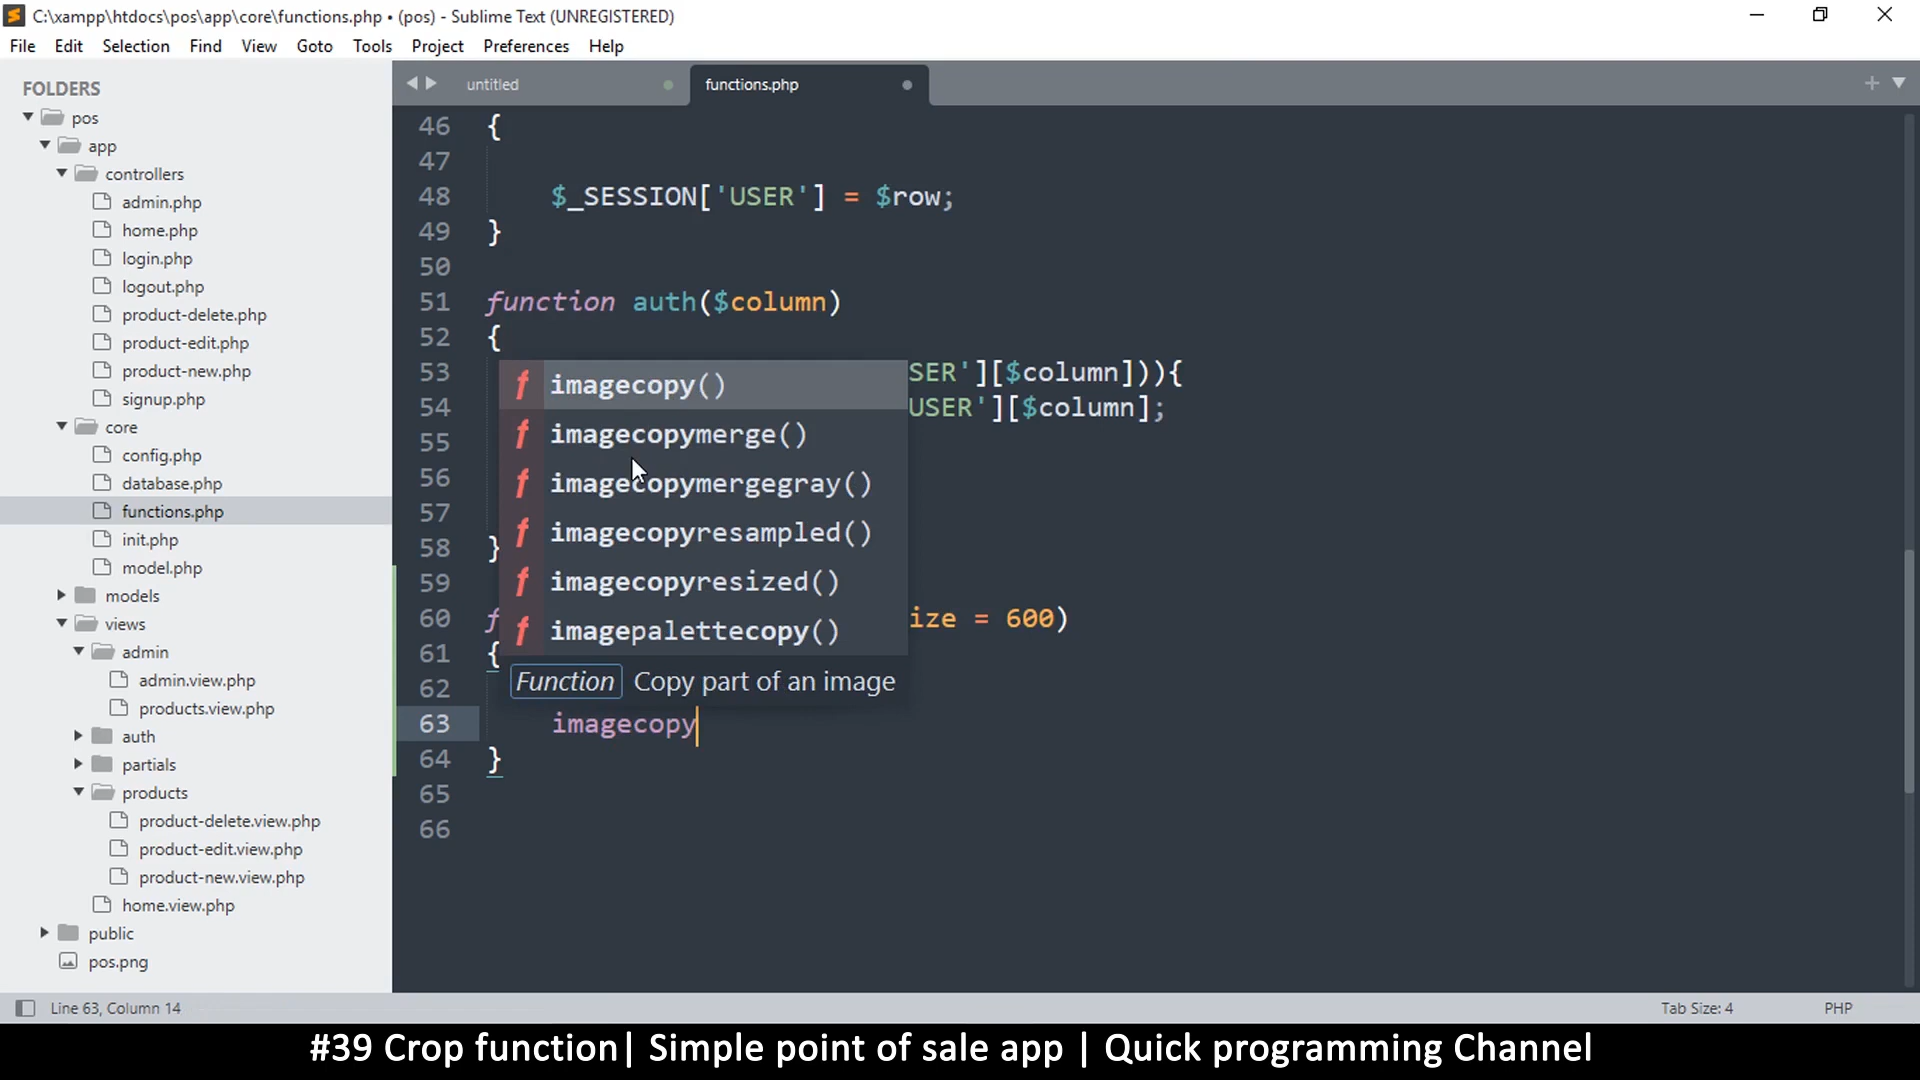 C:\xampp\htdocs\pos\app\core\functions.php • (pos) - Sublime Text (UNREGISTERED)
File Edit Selection Find View Goto Tools Project Preferences Help
FOLDERS
pos
app
controllers
admin.php
home.php
login.php
logout.php
product-delete.php
product-edit.php
product-new.php
signup.php
core
config.php
database.php
functions.php
init.php
model.php
models
views
admin
admin.view.php
products.view.php
auth
partials
products
product-delete.view.php
product-edit.view.php
product-new.view.php
home.view.php
public
pos.png
untitled functions.php
46 {
47
48 $_SESSION['USER'] = $row;
49 }
50
51 function auth($column)
52 {
53 SER'][$column])){
54 USER'][$column];
55
56
57
58 }
59
60 f ize = 600)
61 {
62
63 imagecopy
64 }
65
66
f imagecopy()
f imagecopymerge()
f imagecopymergegray()
f imagecopyresampled()
f imagecopyresized()
f imagepalettecopy()
Function Copy part of an image
Line 63, Column 14 Tab Size: 4 PHP
#39 Crop function| Simple point of sale app | Quick programming Channel